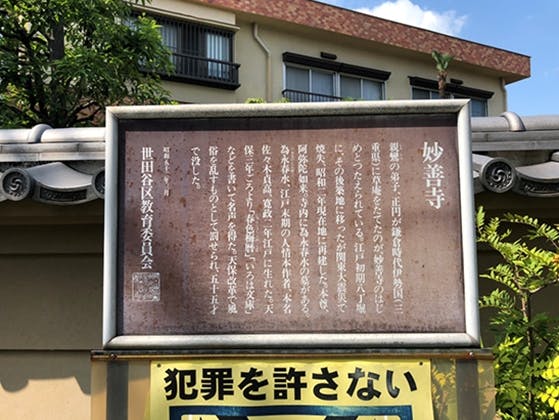 妙善寺
親鸞の弟子、正円が鎌倉時代伊勢国(三
重県)に草庵をたてたのが妙善寺のはじ
めとつたえられている。江戸初期八丁堀
に、その後築地に移ったが関東大震災で
焼失、昭和二年現在地に再建した。本尊、
阿弥陀如来、寺内に為永春水の墓がある。
為永春水、江戸末期の人情本作者、本名
佐々木貞高、寛政二年江戸に生れた。天
保三年ごろより、「春色梅暦」「いろは文庫」
などを書いて名声を得た。天保改革で風
俗を乱すものとして罰せられ、五十五才
で没した。
世田谷区教育委員会
犯罪を許さない